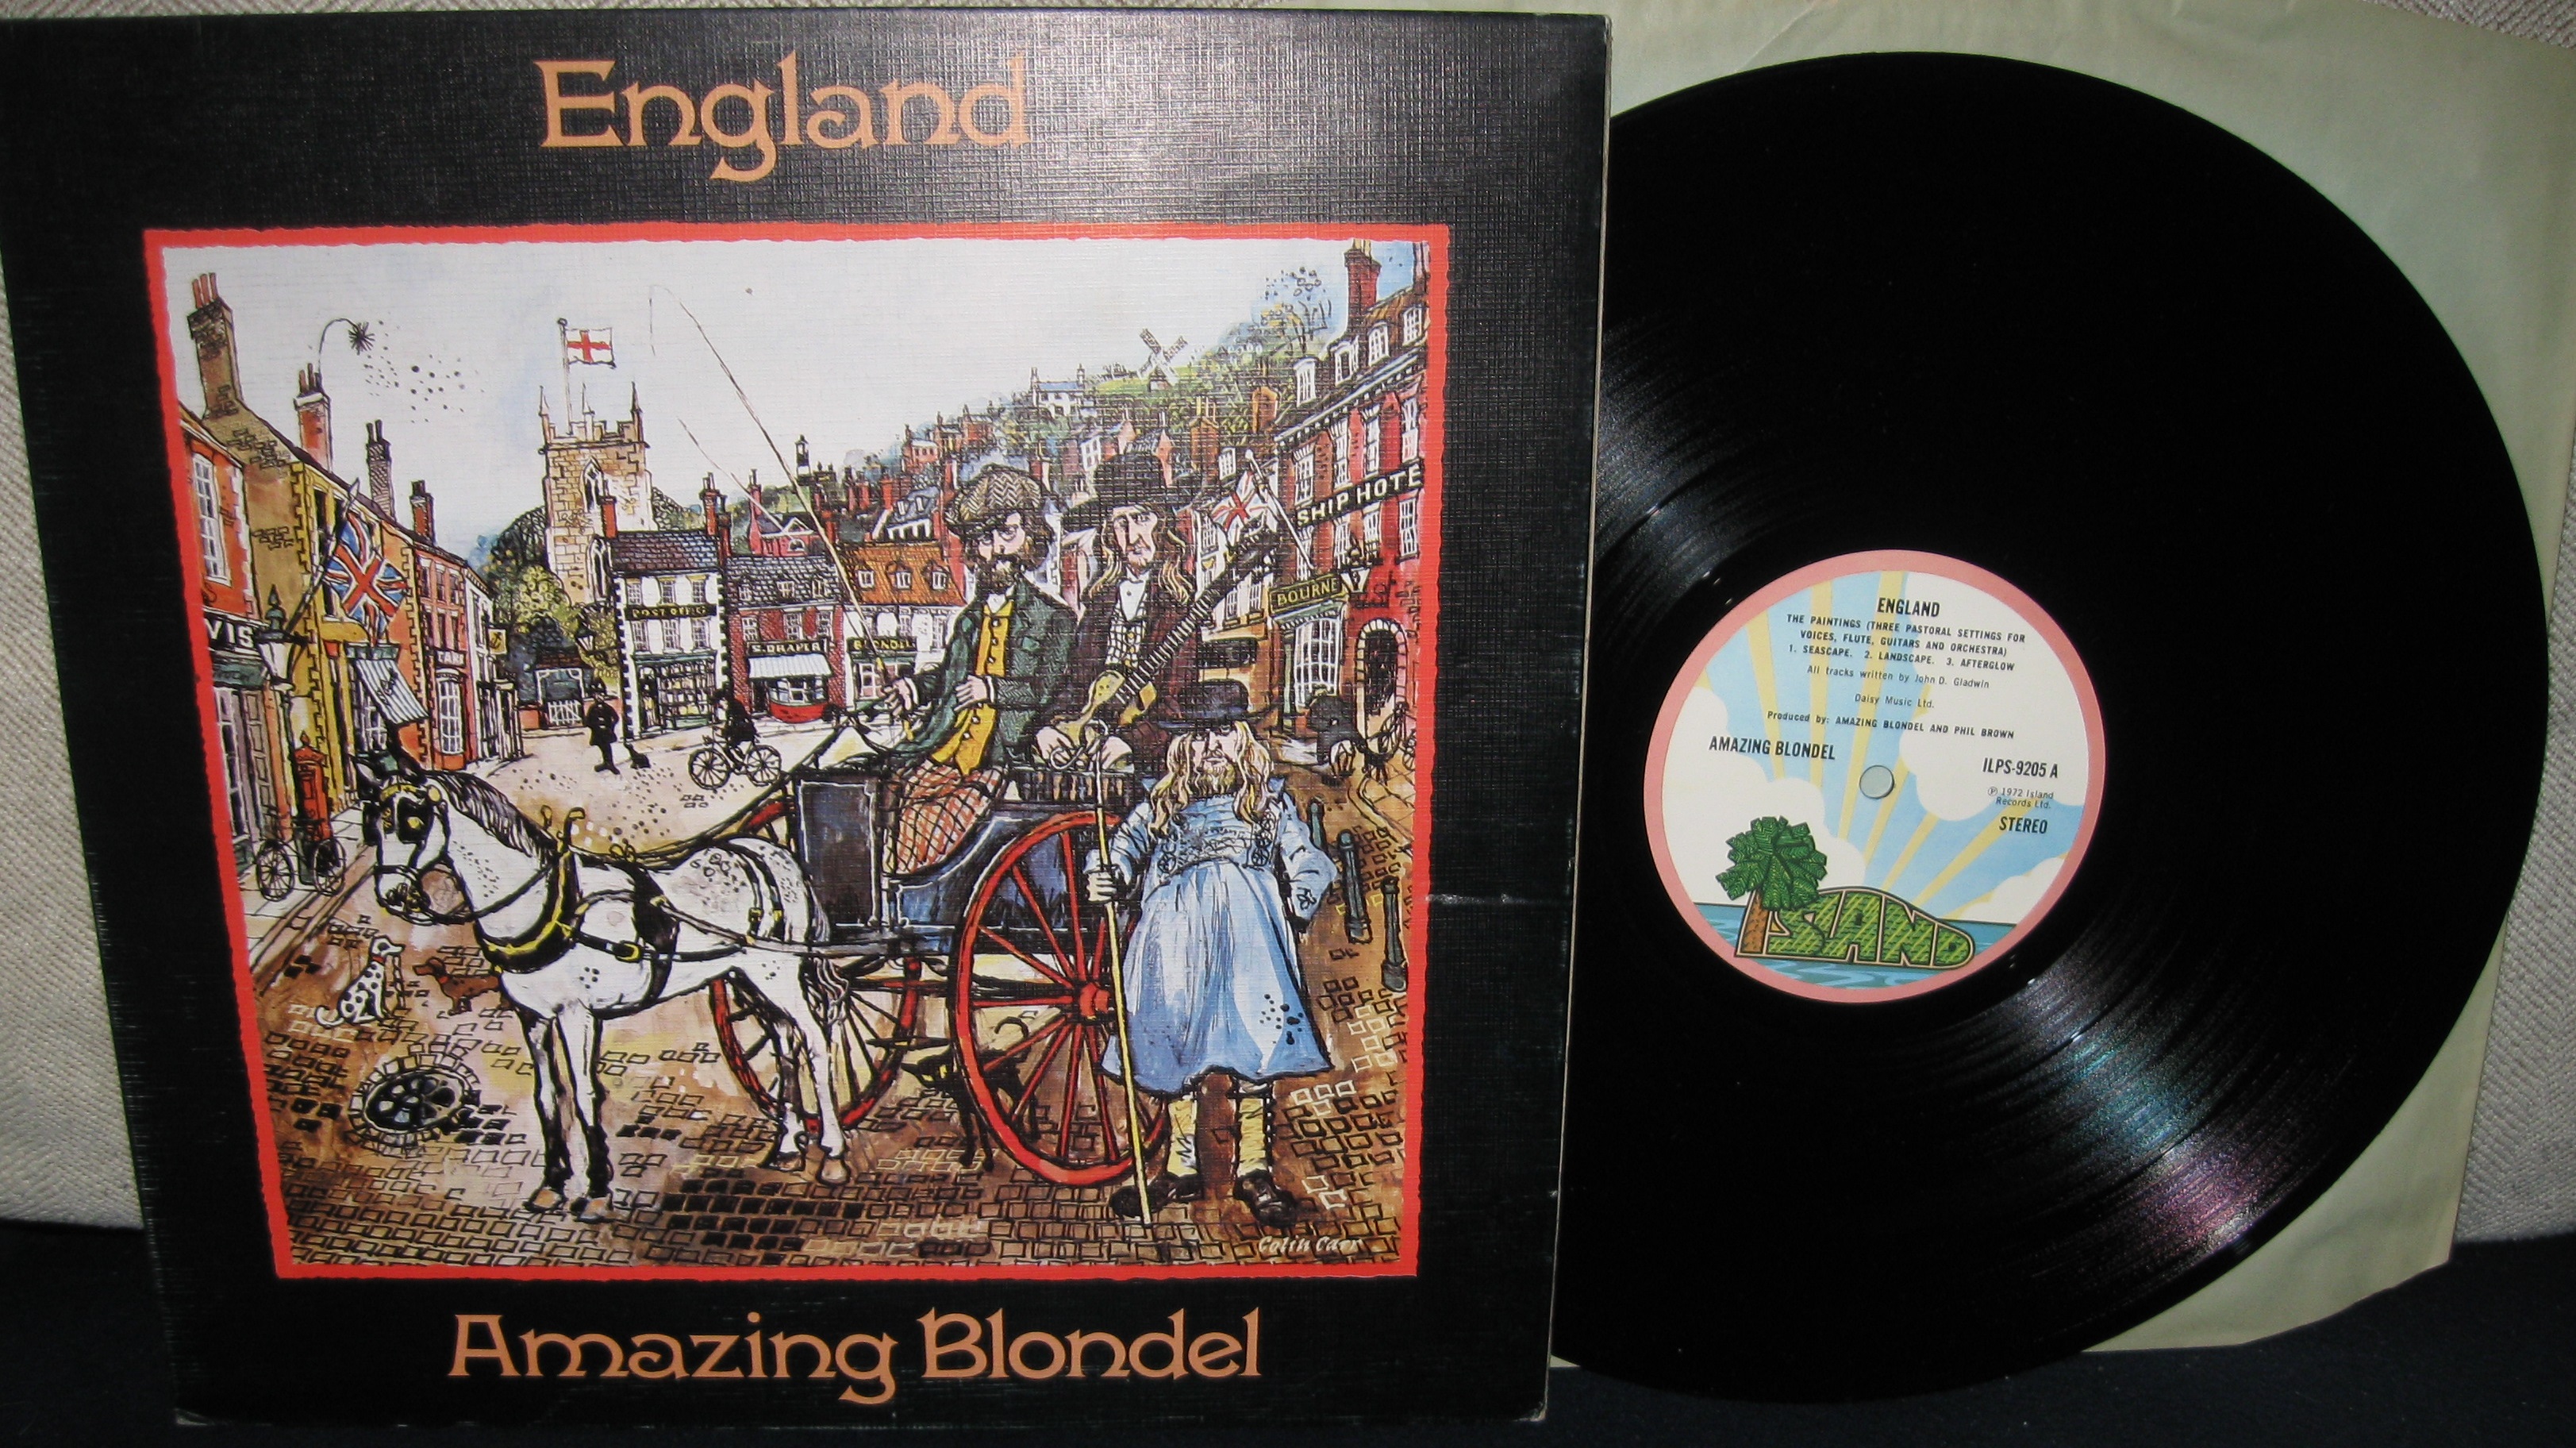 England
SHIP HOTE
BOURNE
POST OFFICE
S. DRAPER
BLONDEL
VIS
Colin Carr
Amazing Blondel
ENGLAND
THE PAINTINGS (THREE PASTORAL SETTINGS FOR
VOICES, FLUTE, GUITARS AND ORCHESTRA)
1. SEASCAPE. 2. LANDSCAPE. 3. AFTERGLOW
All tracks written by John D. Gladwin
Daisy Music Ltd.
Produced by: AMAZING BLONDEL AND PHIL BROWN
AMAZING BLONDEL
ILPS-9205 A
℗ 1972 Island
Records Ltd.
STEREO
ISLAND